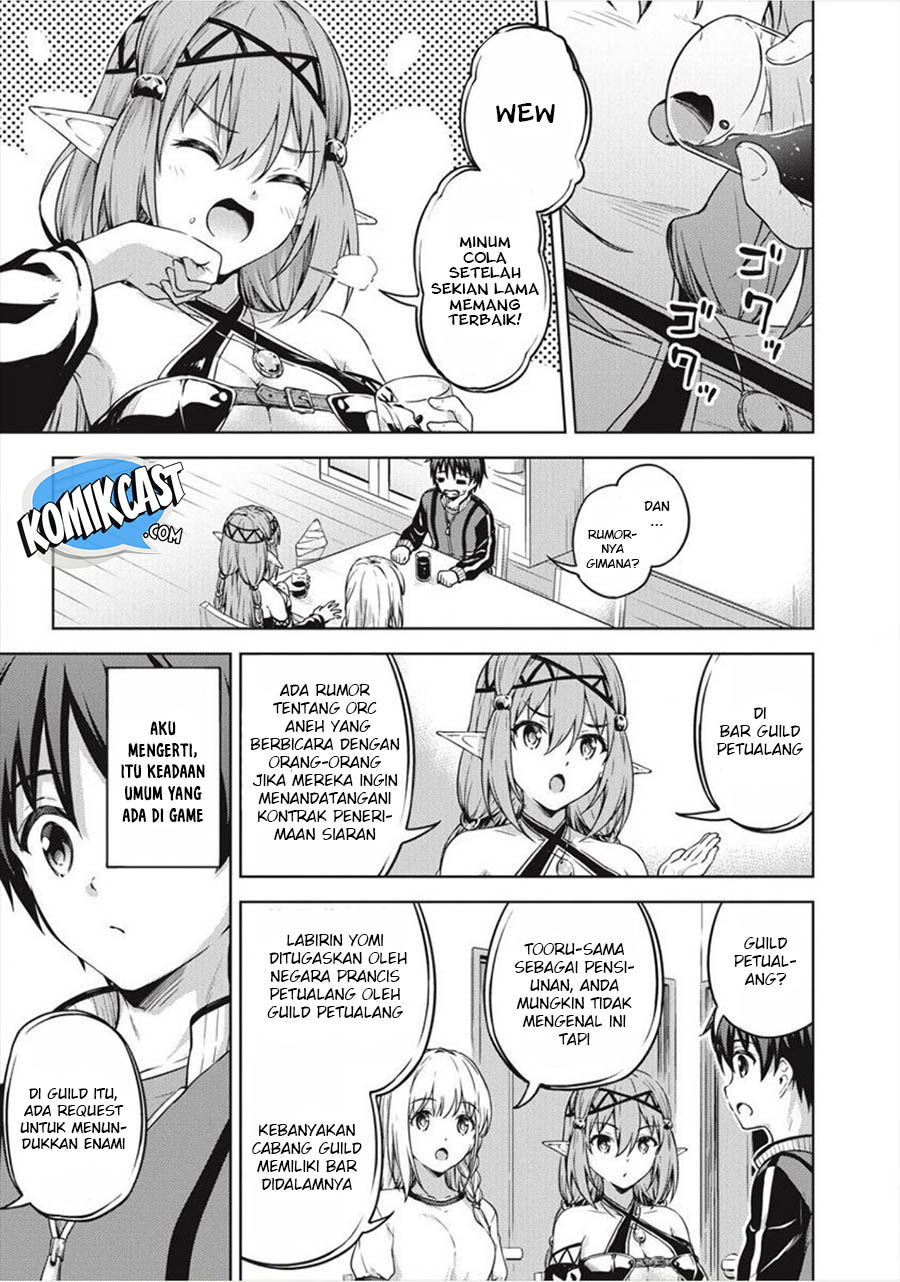 ゴクッ
ゴクッ
WEW
MINUM
COLA
SETELAH
SEKIAN LAMA
MEMANG
TERBAIK!
KOMIKCAST
.COM
DAN
...
RUMOR-
NYA
GIMANA?
DI
BAR GUILD
PETUALANG
ADA RUMOR
TENTANG ORC
ANEH YANG
BERBICARA DENGAN
ORANG-ORANG
JIKA MEREKA INGIN
MENANDATANGANI
KONTRAK PENERI-
MAAN SIARAN
AKU
MENGERTI,
ITU KEADAAN
UMUM YANG
ADA DI GAME
GUILD
PETUAL-
ANG?
TOORU-SAMA
SEBAGAI PENSI-
UNAN, ANDA
MUNGKIN TIDAK
MENGENAL INI
TAPI
LABIRIN YOMI
DITUGASKAN OLEH
NEGARA PRANCIS
PETUALANG OLEH
GUILD PETUALANG
KEBANYAKAN
CABANG GUILD
MEMILIKI BAR
DIDALAMNYA
DI GUILD ITU,
ADA REQUEST
UNTUK MENUN-
DUKKAN ENAMI